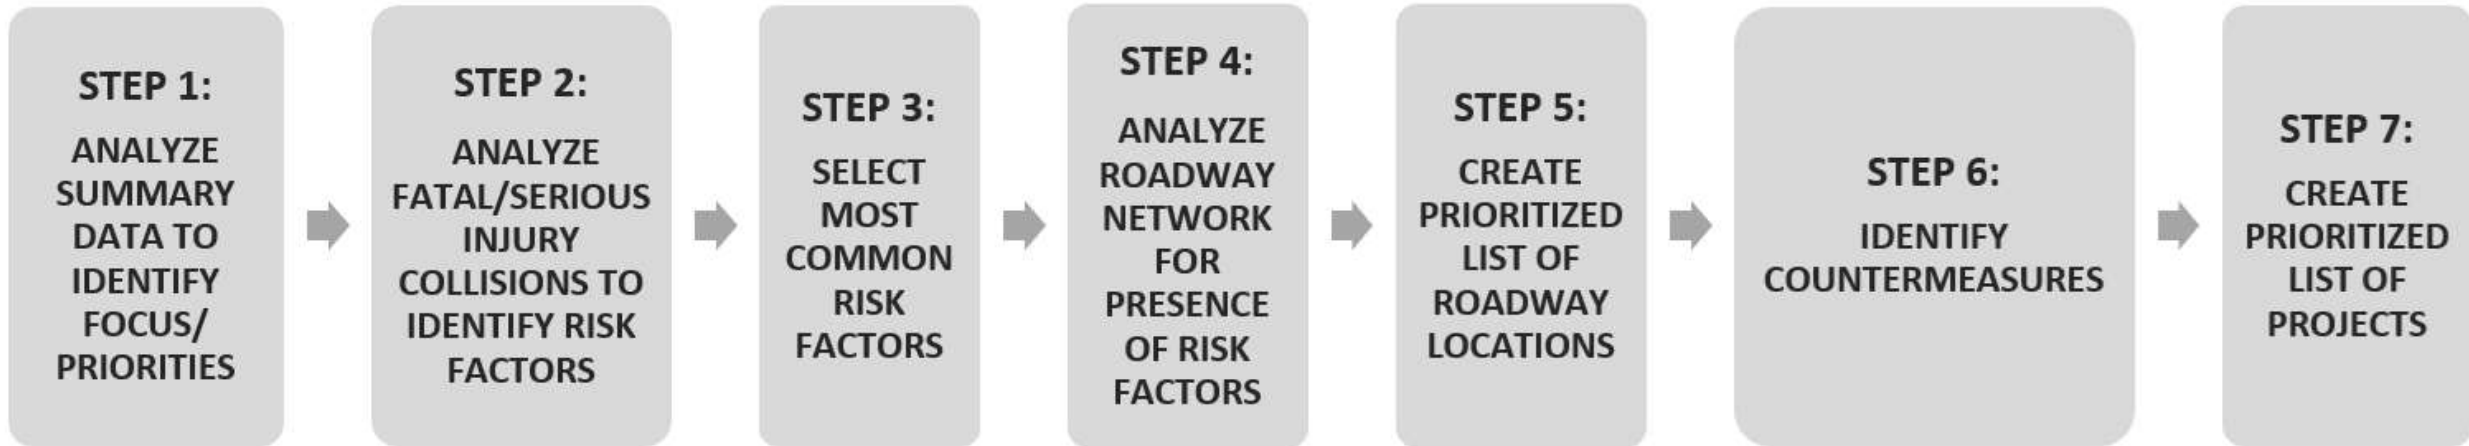 STEP 1:
ANALYZE
SUMMARY
DATA TO
IDENTIFY
FOCUS/
PRIORITIES
STEP 2:
ANALYZE
FATAL/SERIOUS
INJURY
COLLISIONS TO
IDENTIFY RISK
FACTORS
STEP 3:
SELECT
MOST
COMMON
RISK
FACTORS
STEP 4:
ANALYZE
ROADWAY
NETWORK
FOR
PRESENCE
OF RISK
FACTORS
STEP 5:
CREATE
PRIORITIZED
LIST OF
ROADWAY
LOCATIONS
STEP 6:
IDENTIFY
COUNTERMEASURES
STEP 7:
CREATE
PRIORITIZED
LIST OF
PROJECTS